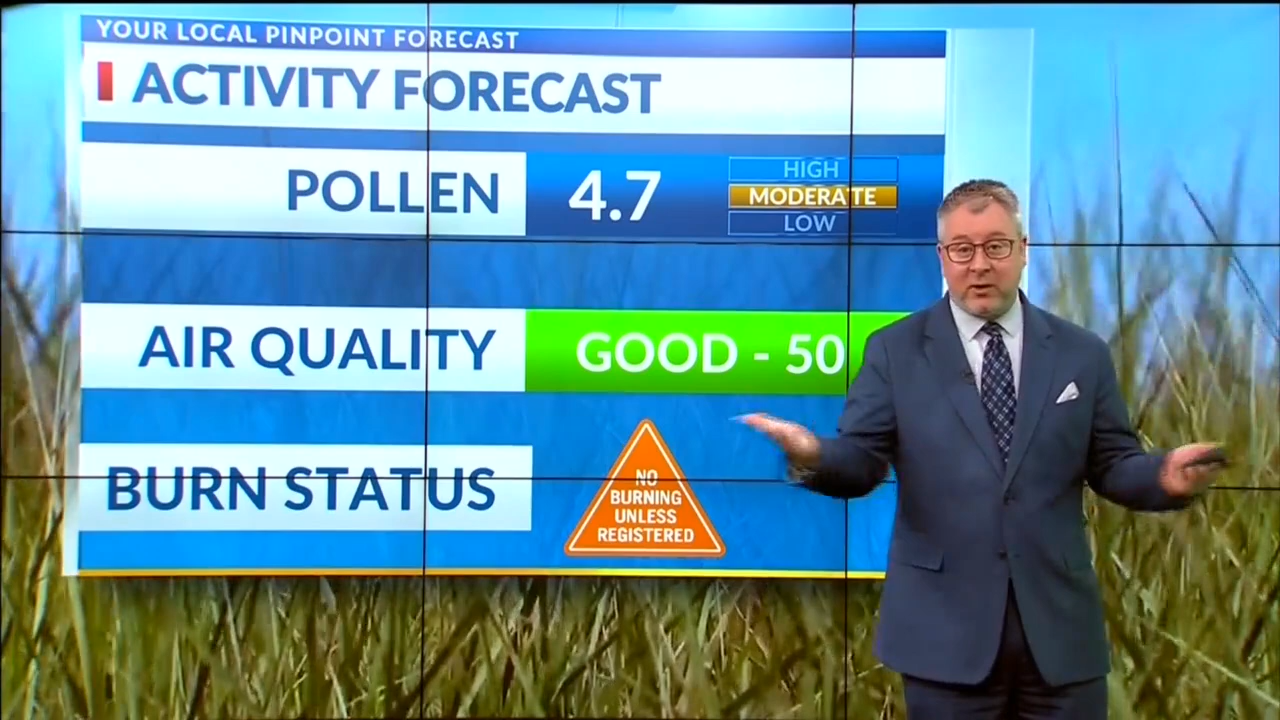 YOUR LOCAL PINPOINT FORECAST
ACTIVITY FORECAST
POLLEN
4.7
HIGH
MODERATE
LOW
AIR QUALITY
GOOD - 50
BURN STATUS
NO
BURNING
UNLESS
REGISTERED